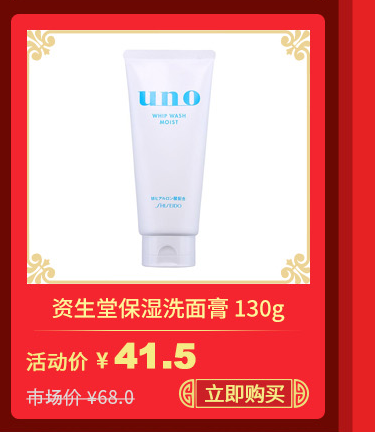 uno
WHIP WASH
MOIST
SHISEIDO
资生堂保湿洗面膏 130g
活动价 ¥41.5
市场价 ¥68.0
立即购买